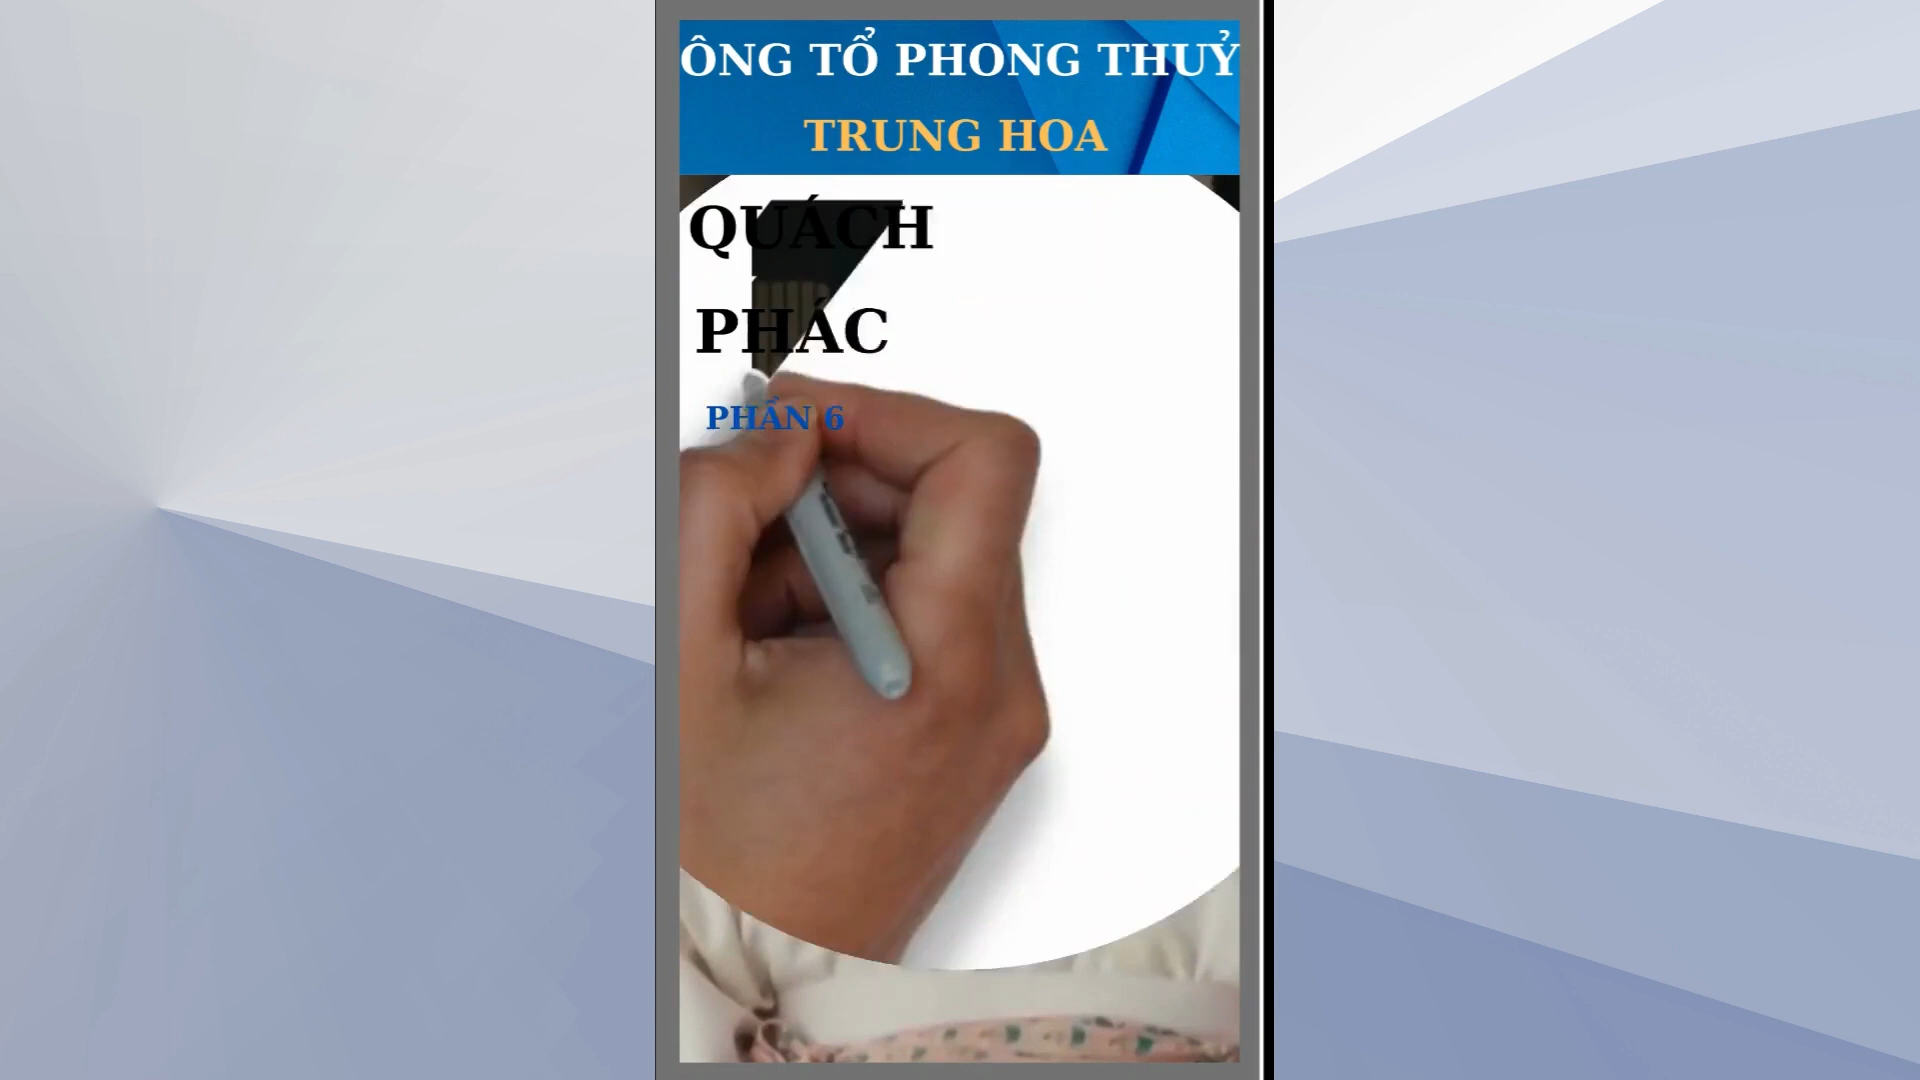 ÔNG TỔ PHONG THUỶ
TRUNG HOA
QUÁCH
PHÁC
PHẦN 6